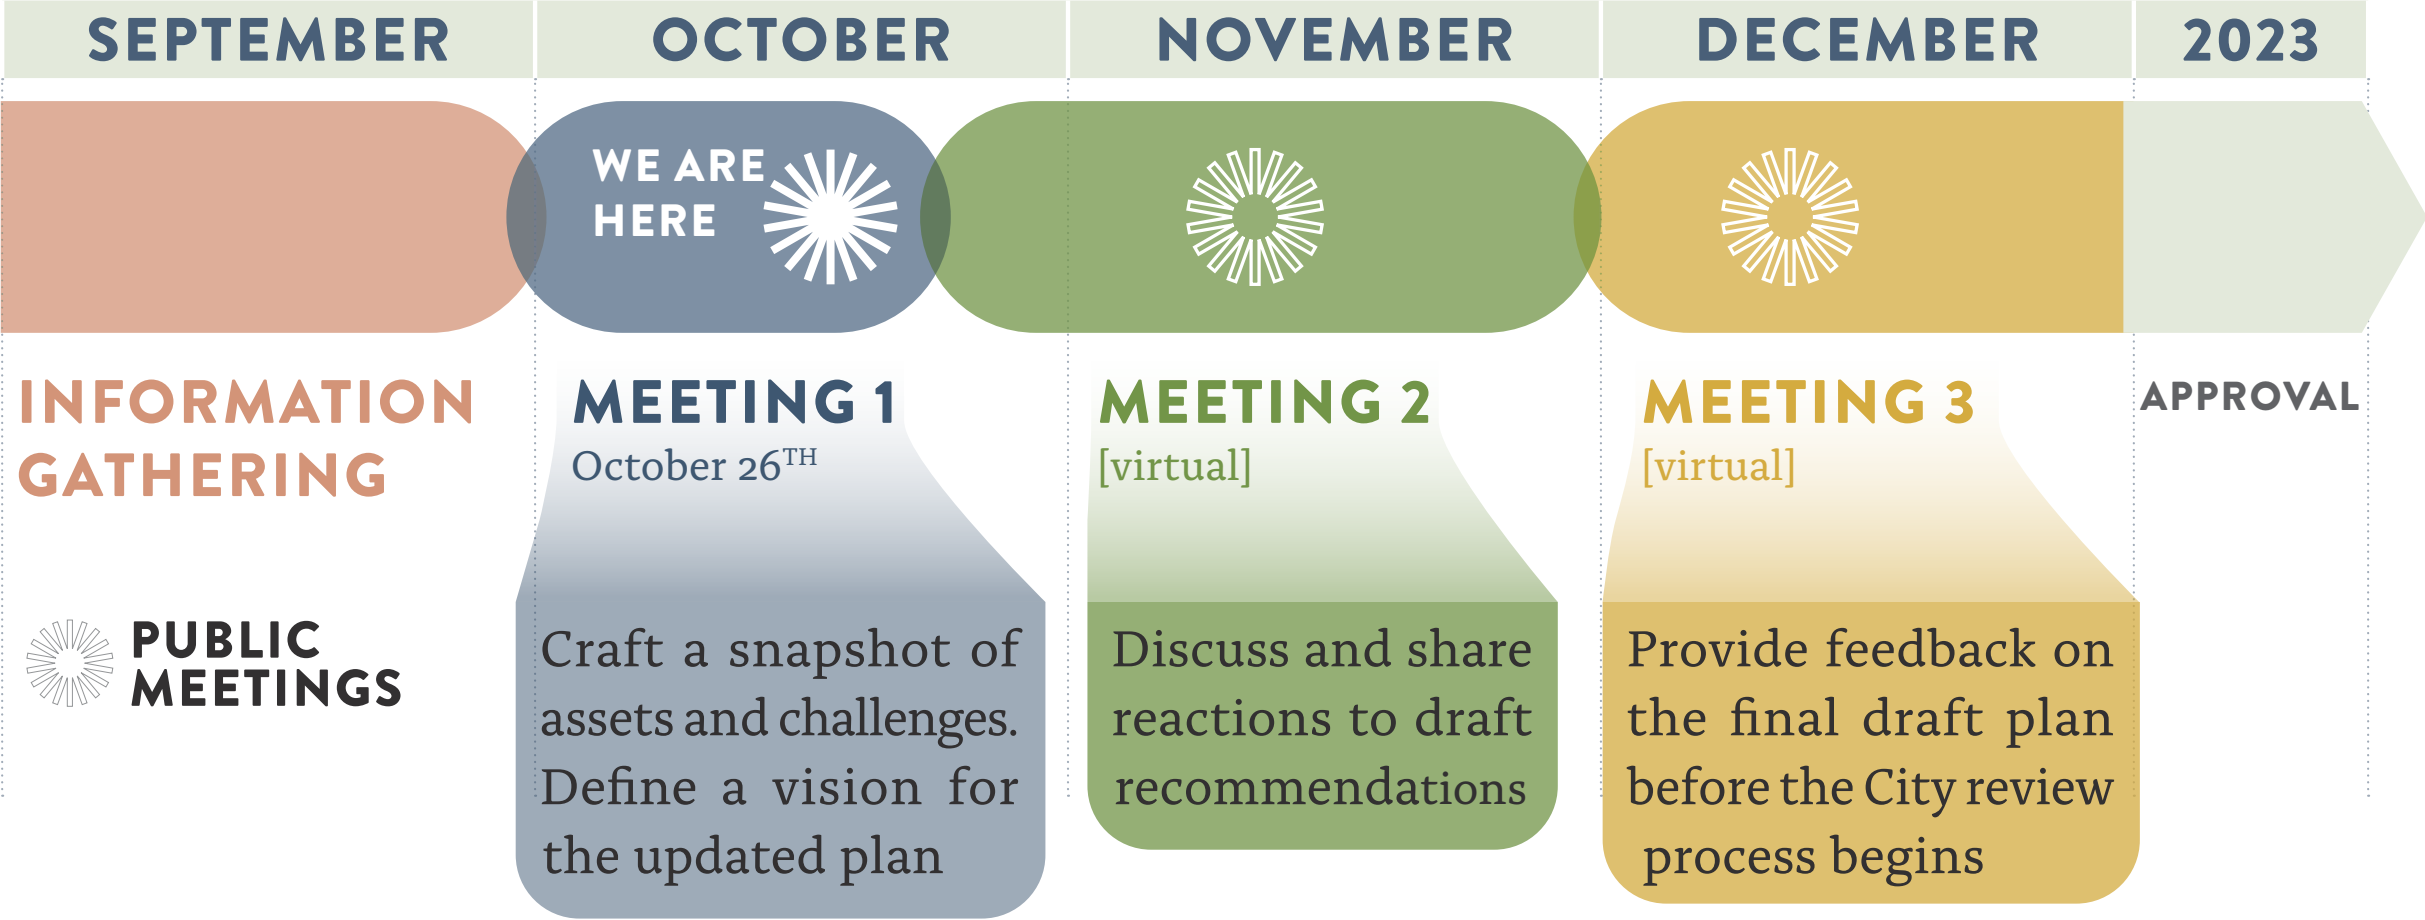 SEPTEMBER
OCTOBER
NOVEMBER
DECEMBER
2023
WE ARE
HERE
INFORMATION
GATHERING
PUBLIC
MEETINGS
MEETING 1
October 26TH
Craft a snapshot of
assets and challenges.
Define a vision for
the updated plan
MEETING 2
[virtual]
Discuss and share
reactions to draft
recommendations
MEETING 3
[virtual]
Provide feedback on
the final draft plan
before the City review
process begins
APPROVAL